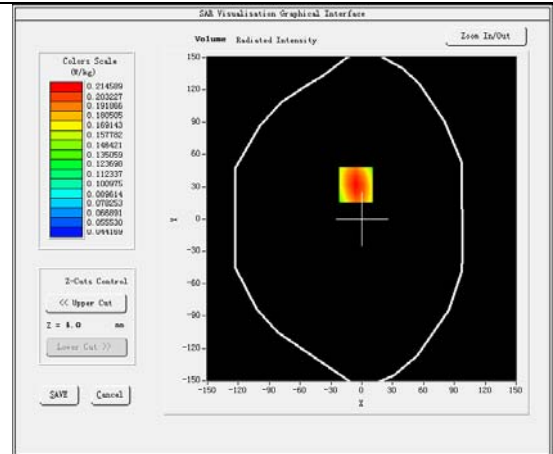 SAR Visualisation Graphical Interface
Volume Radiated Intensity
Zoom In/Out
Colors Scale
(W/kg)
0.214589
0.203227
0.191866
0.180505
0.169143
0.157782
0.146421
0.135059
0.123698
0.112337
0.100975
0.089614
0.078253
0.066891
0.055530
0.044169
150
120
90
60
30
0
-30
-60
-90
-120
-150
Y
-150 -120 -90 -60 -30 0 30 60 90 120 150
X
Z-Cuts Control
<< Upper Cut
Z = 4.0 mm
Lower Cut >>
SAVE
Cancel